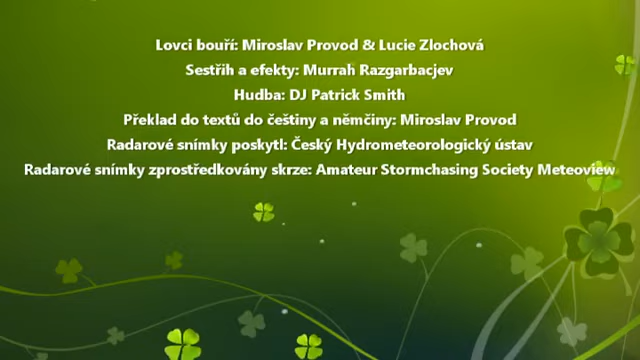 Lovci bouří: Miroslav Provod & Lucie Zlochová
Sestřih a efekty: Murrah Razgarbacjev
Hudba: DJ Patrick Smith
Překlad do textů do češtiny a němčiny: Miroslav Provod
Radarové snímky poskytl: Český Hydrometeorologický ústav
Radarové snímky zprostředkovány skrze: Amateur Stormchasing Society Meteoview